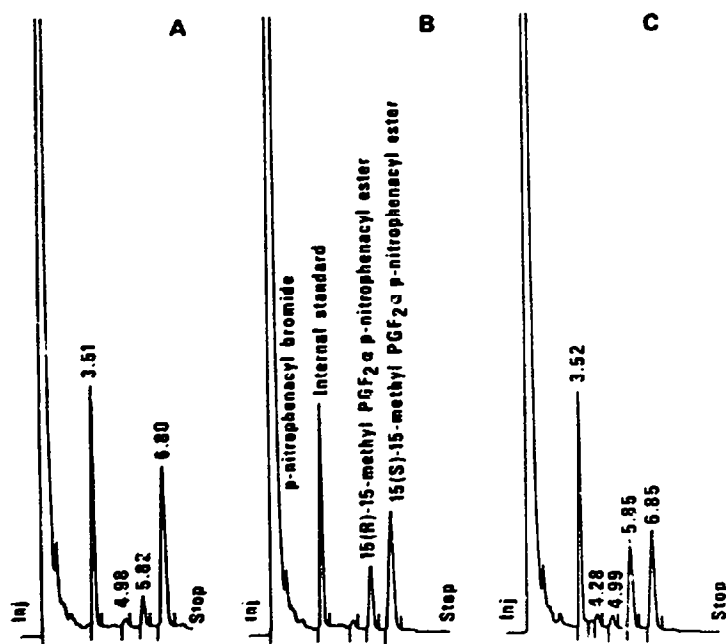 A
B
C
Inj
3.51
4.98
5.82
6.80
Stop
Inj
p-nitrophenacyl bromide
Internal standard
15(R)-15-methyl PGF2α p-nitrophenacyl ester
15(S)-15-methyl PGF2α p-nitrophenacyl ester
Stop
Inj
3.52
4.28
4.99
5.85
6.85
Stop